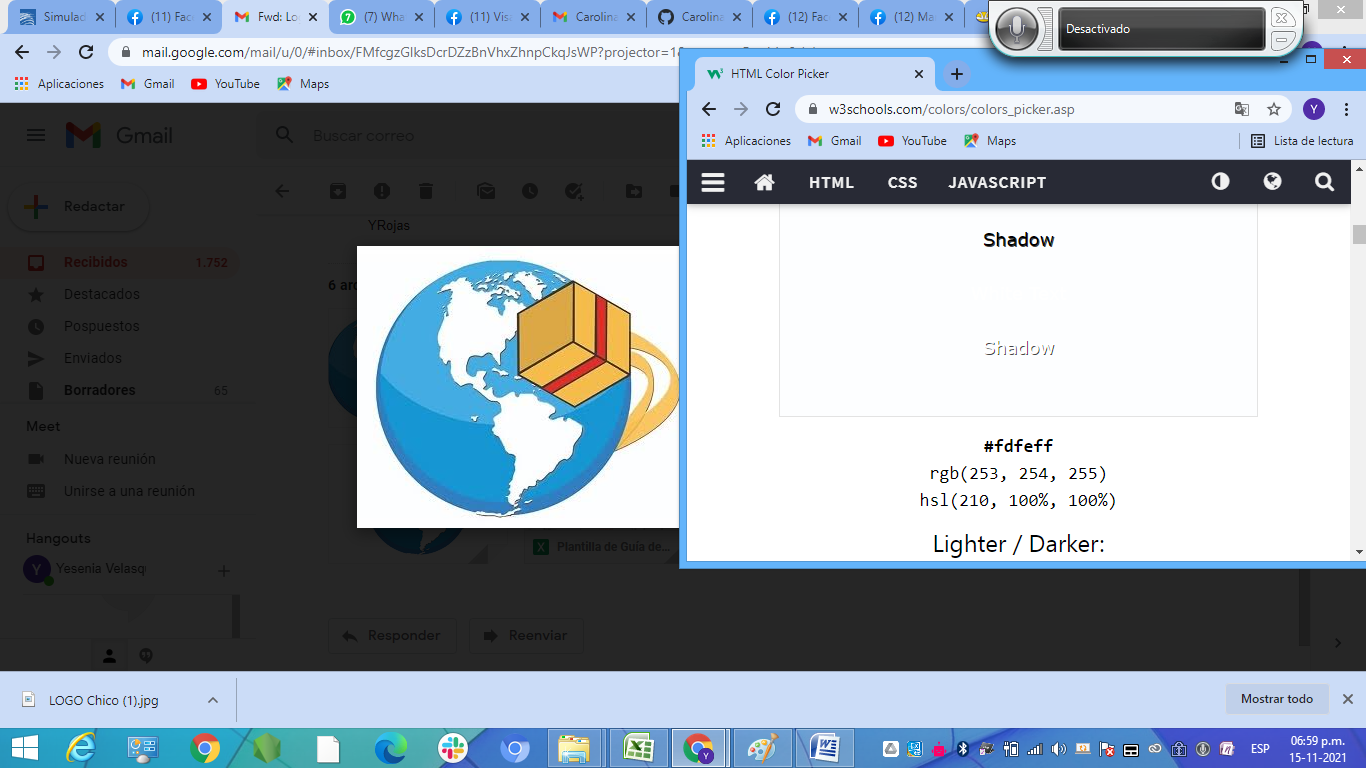 Simulad
(11) Face
Fwd: Lo
(7) Wha
(11) Visa
Carolina
Carolina
(12) Fac
(12) Ma
Desactivado
mail.google.com/mail/u/0/#inbox/FMfcgzGlksDcrDZzBnVhxZhnpCkqJsWP?projector=1&
Aplicaciones
Gmail
YouTube
Maps
HTML Color Picker
w3schools.com/colors/colors_picker.asp
Y
Aplicaciones
Gmail
YouTube
Maps
Lista de lectura
HTML
CSS
JAVASCRIPT
Gmail
Buscar correo
Redactar
YRojas
Recibidos 1.752
Destacados
Pospuestos
Enviados
Borradores 65
6 arc
Meet
Nueva reunión
Unirse a una reunión
Hangouts
Y
Yesenia Velasq
Plantilla de Guía de...
Responder
Reenviar
Shadow
Shadow
#fdfeff
rgb(253, 254, 255)
hsl(210, 100%, 100%)
Lighter / Darker:
LOGO Chico (1).jpg
Mostrar todo
ESP
06:59 p.m.
15-11-2021